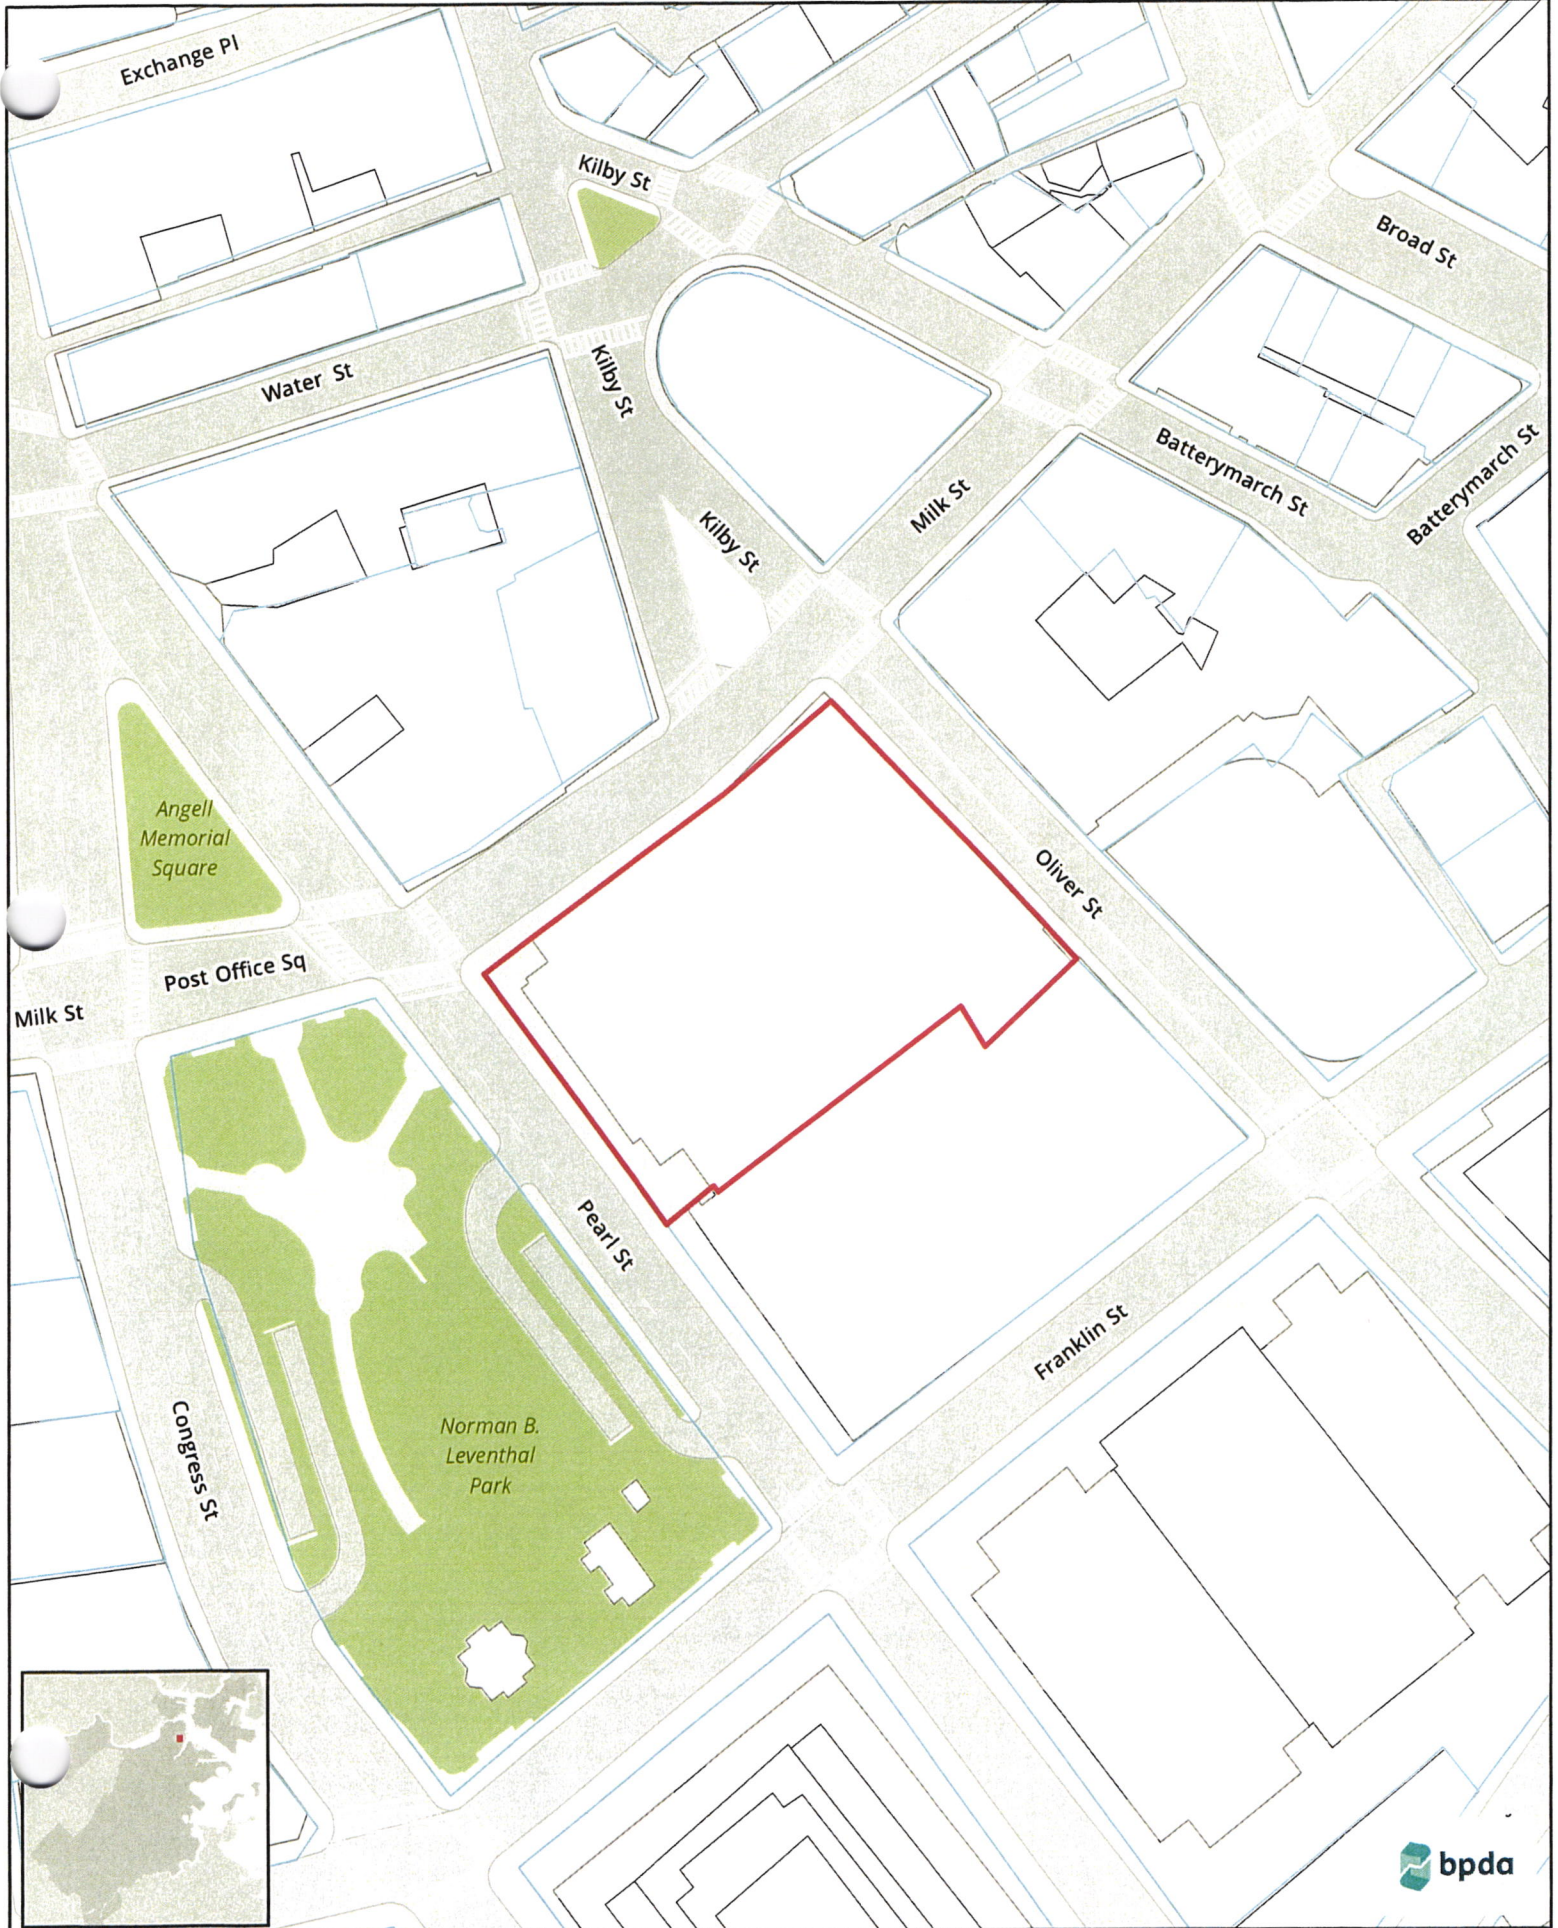 Exchange Pl
Kilby St
Broad St
Water St
Kilby St
Batterymarch St
Batterymarch St
Milk St
Kilby St
Angell
Memorial
Square
Oliver St
Post Office Sq
Milk St
Pearl St
Franklin St
Congress St
Norman B.
Leventhal
Park
bpda